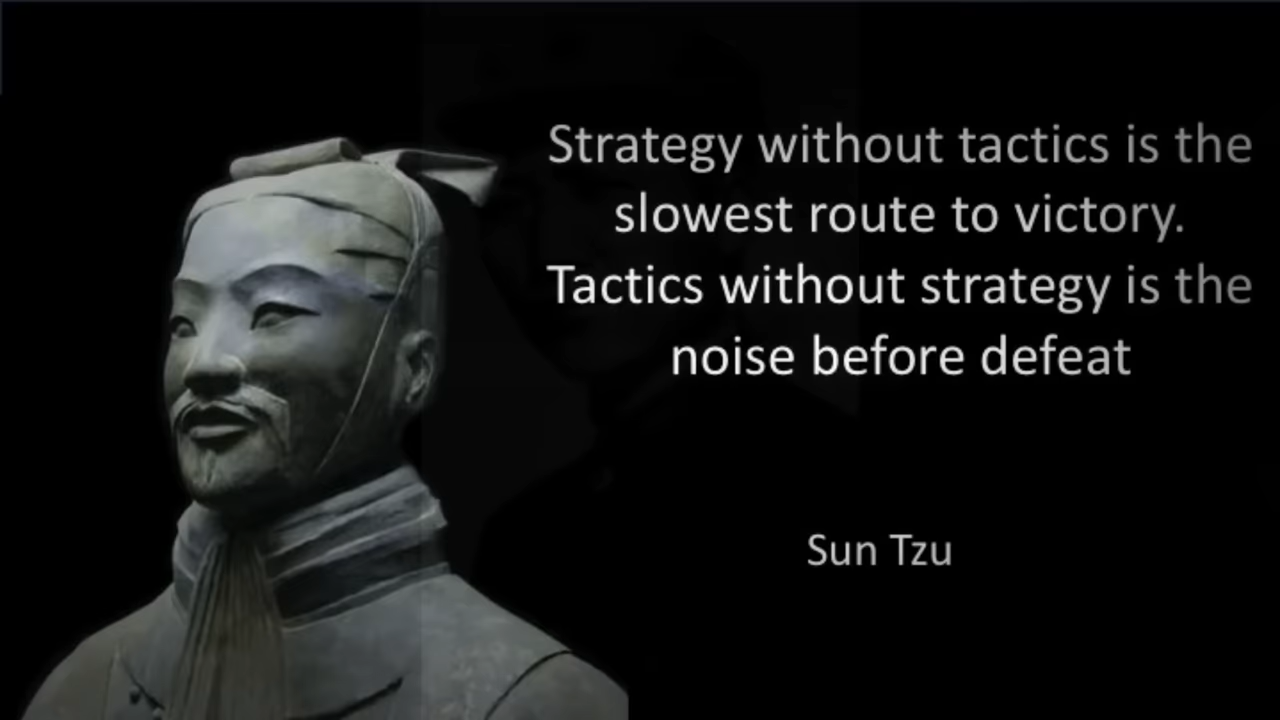 Strategy without tactics is the
slowest route to victory.
Tactics without strategy is the
noise before defeat
Sun Tzu